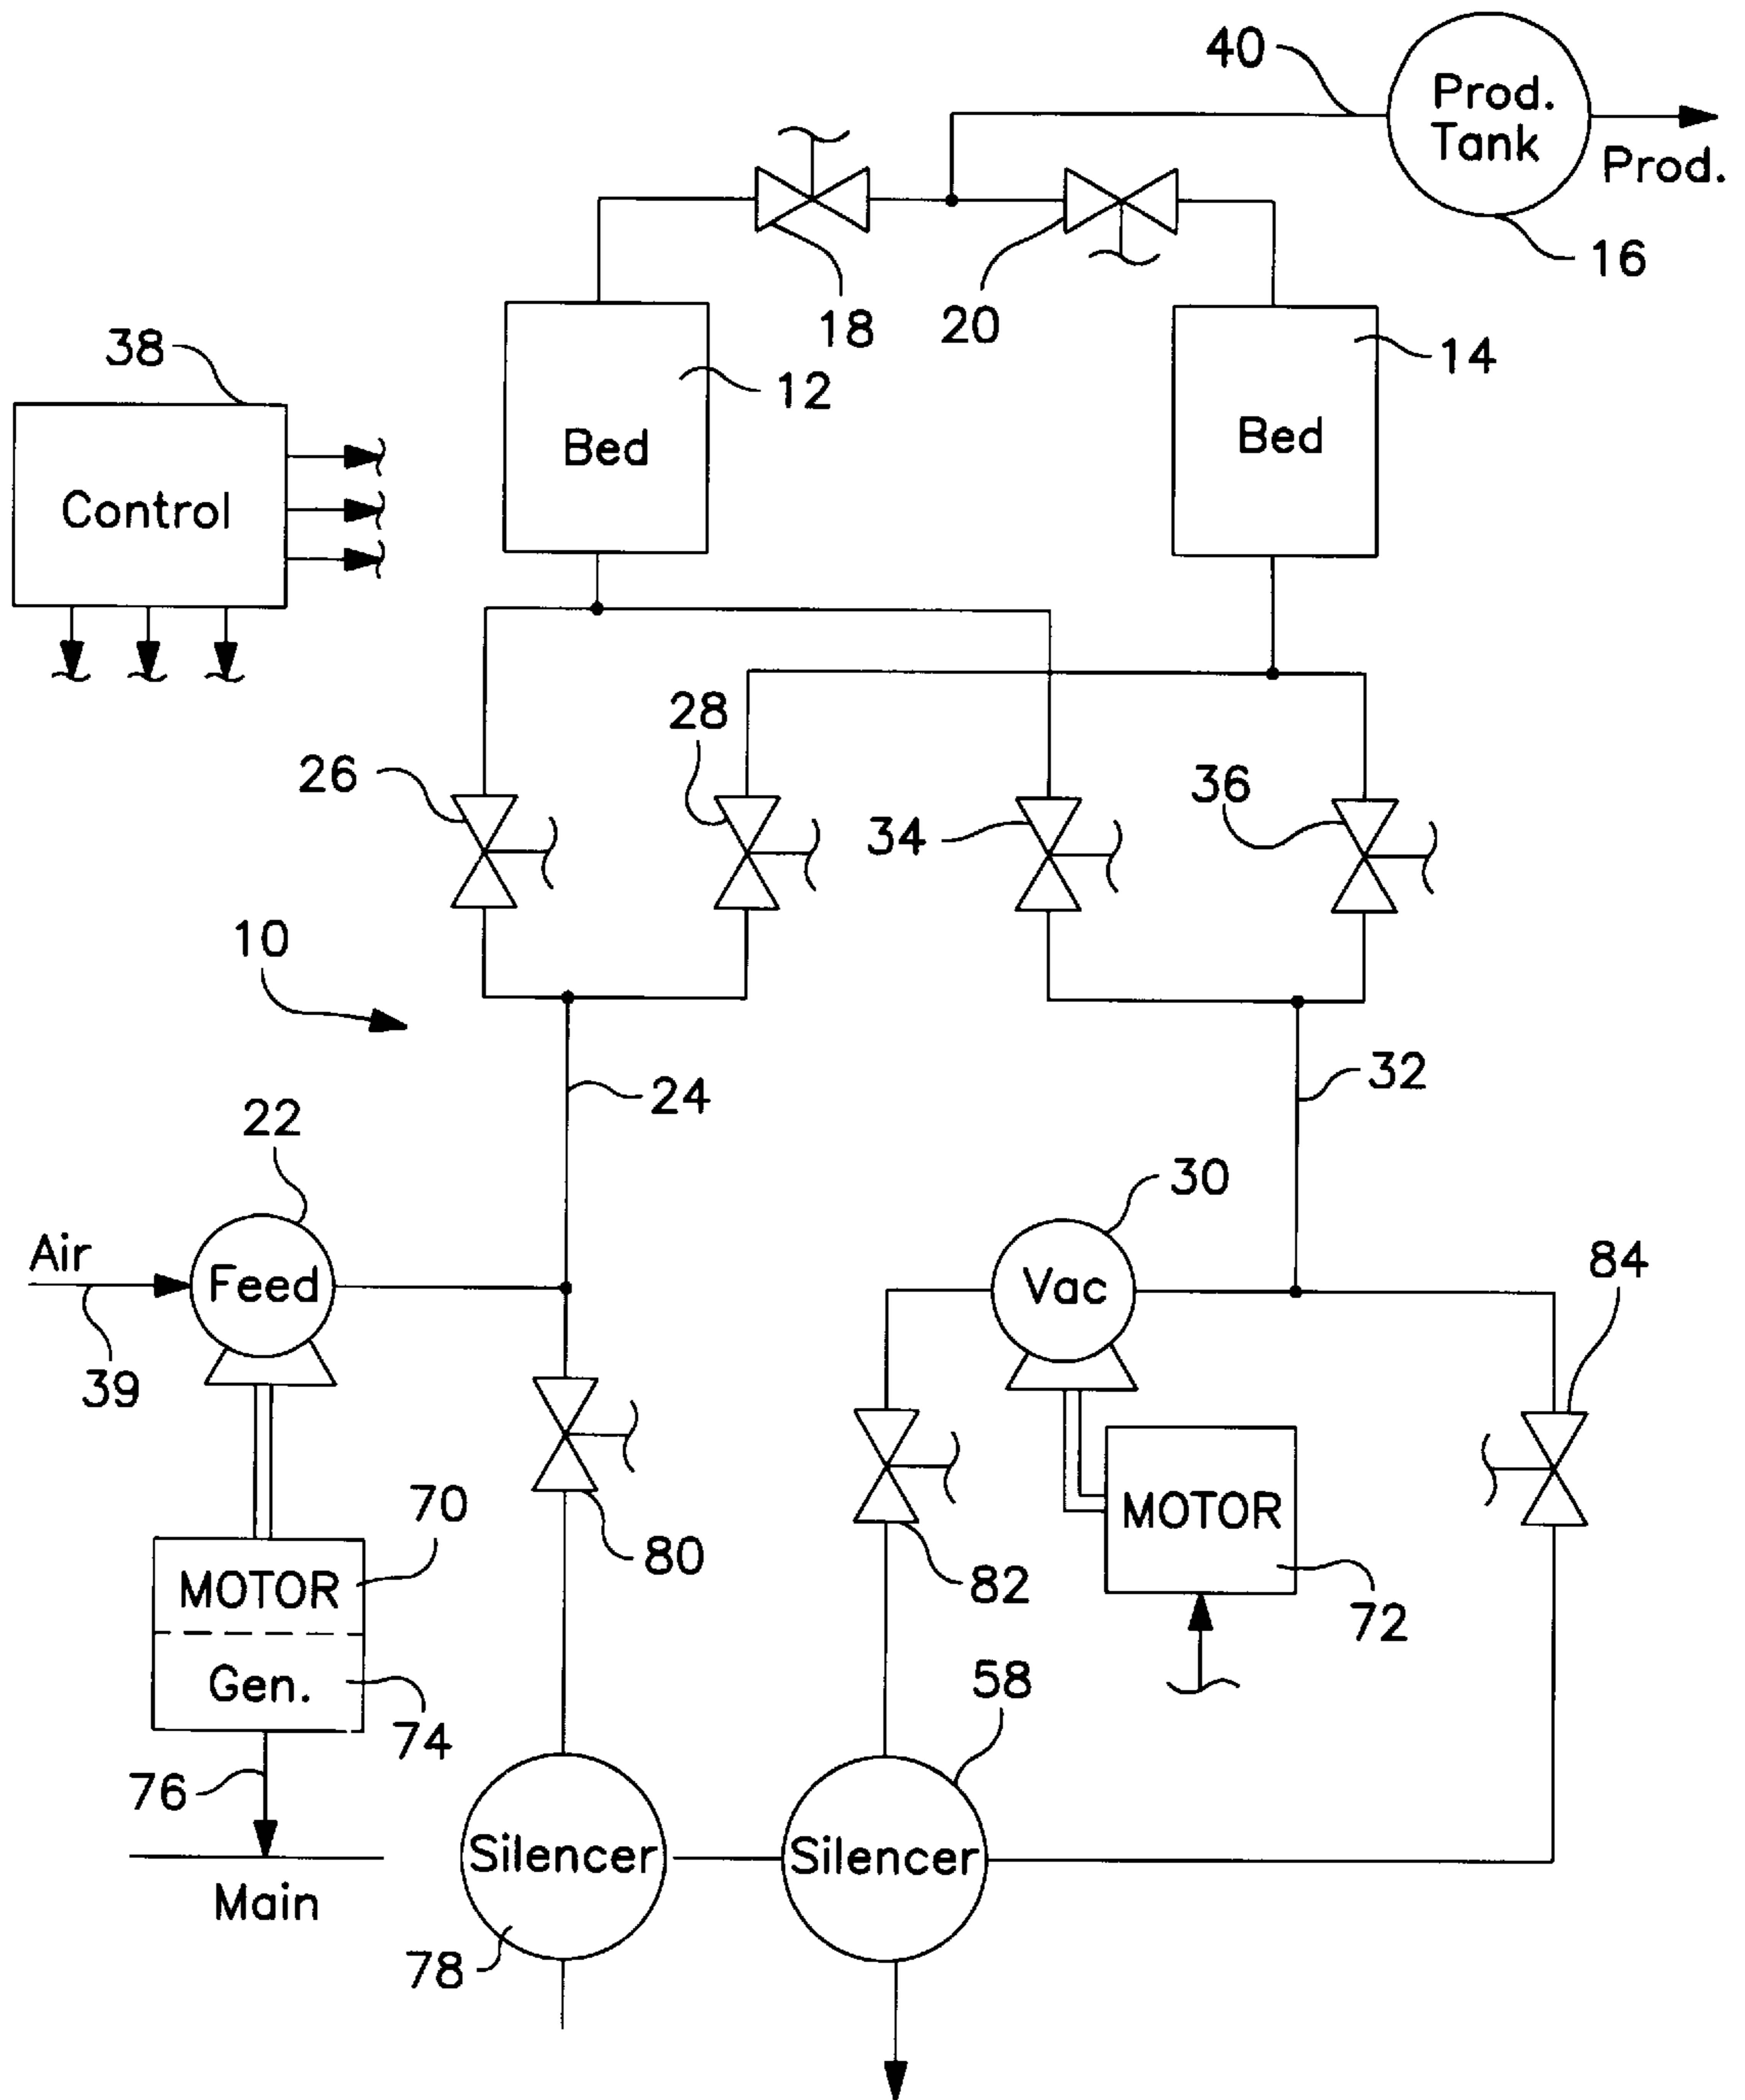 40
Prod.
Tank
Prod.
16
18
20
38
12
14
Bed
Bed
Control
28
26
36
34
10
32
24
22
30
Air
Feed
Vac
84
39
70
MOTOR
MOTOR
80
82
72
Gen.
58
74
76
Silencer
Silencer
Main
78